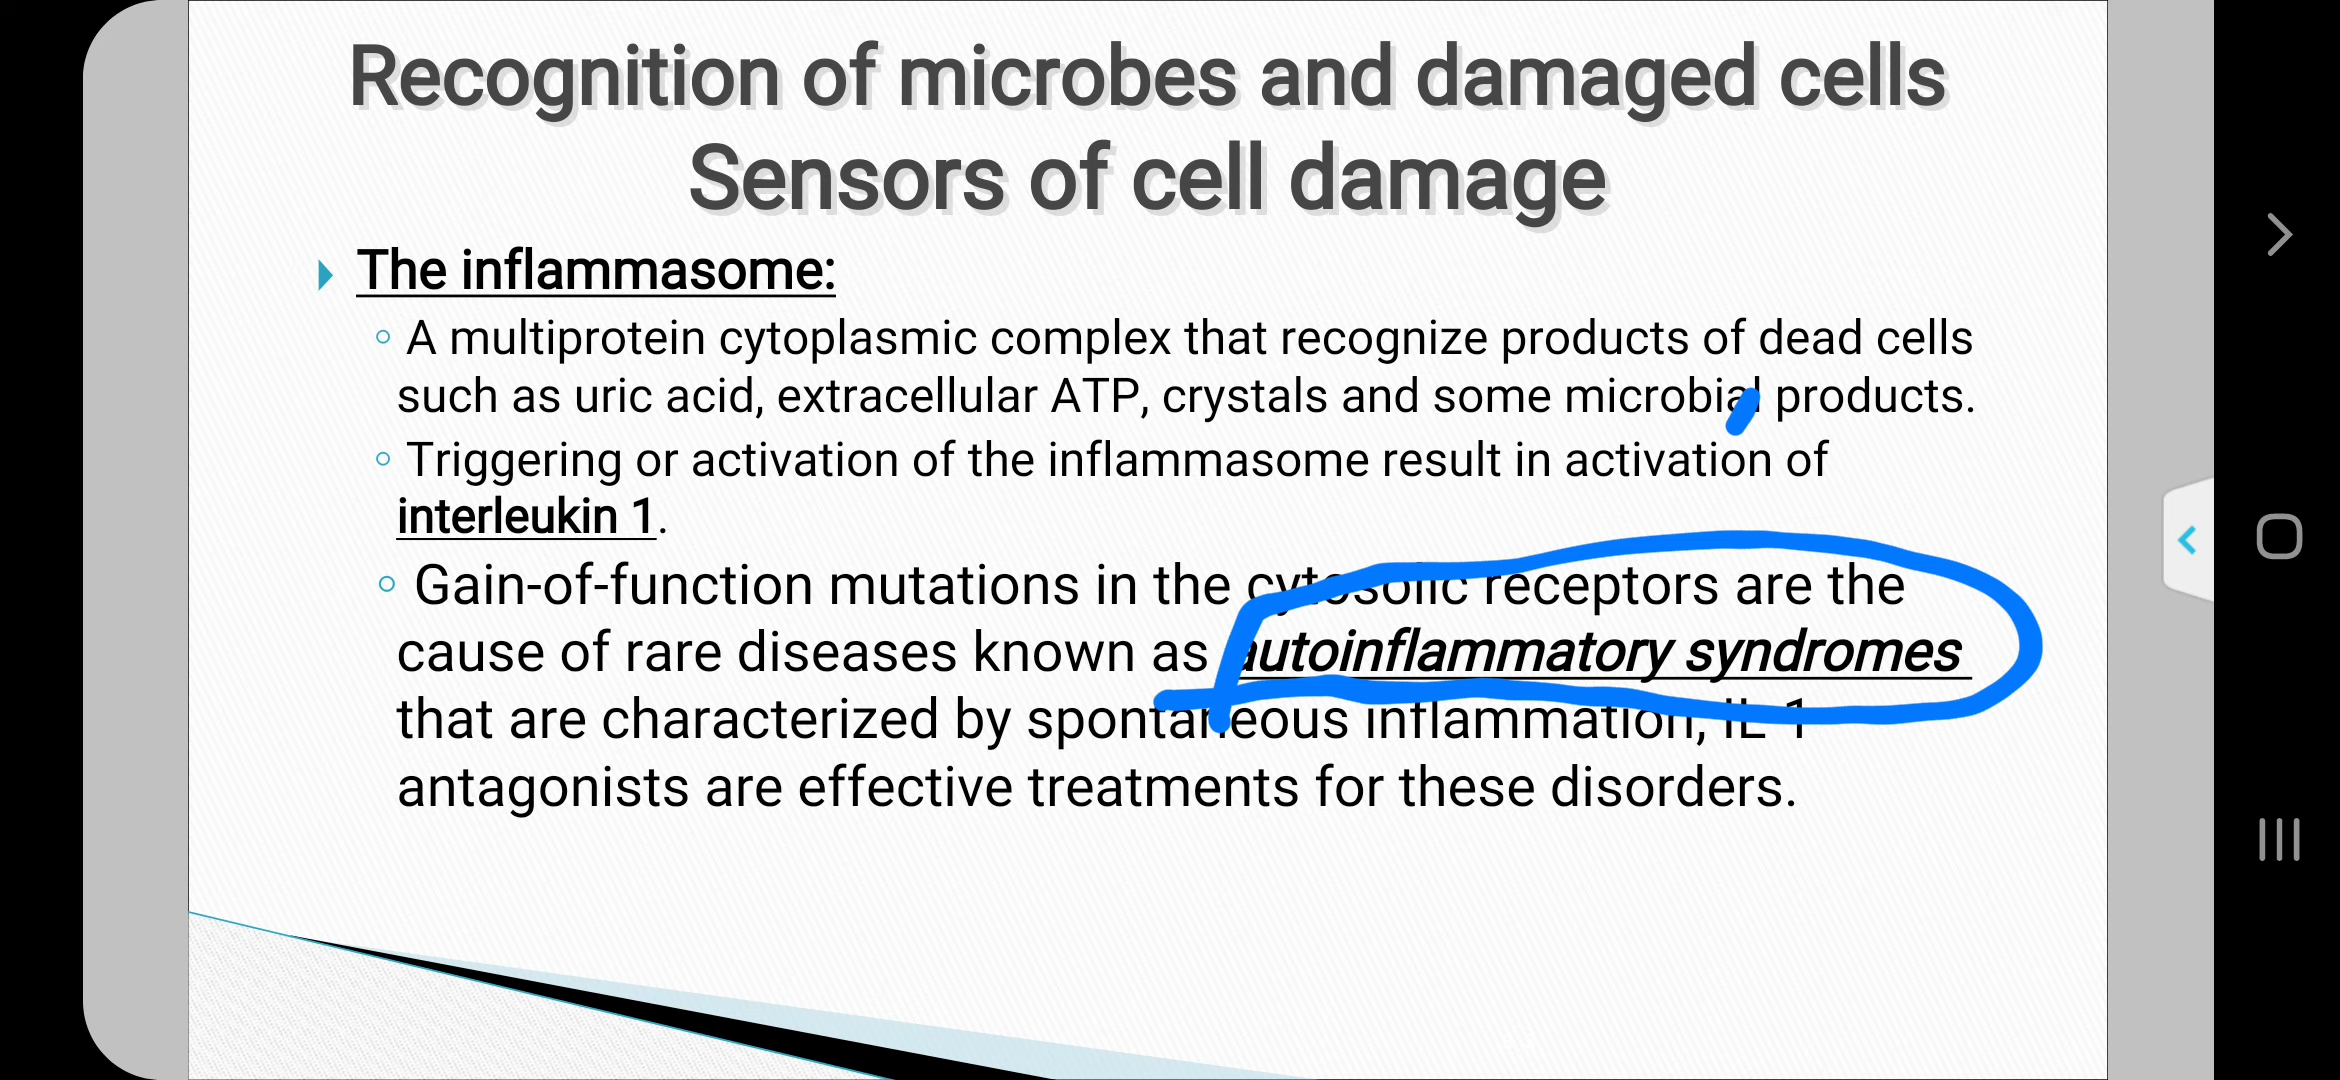 Recognition of microbes and damaged cells
Sensors of cell damage
The inflammasome:
A multiprotein cytoplasmic complex that recognize products of dead cells
such as uric acid, extracellular ATP, crystals and some microbial products.
Triggering or activation of the inflammasome result in activation of
interleukin 1.
Gain-of-function mutations in the cytosolic receptors are the
cause of rare diseases known as autoinflammatory syndromes
that are characterized by spontaneous inflammation, IL-1
antagonists are effective treatments for these disorders.